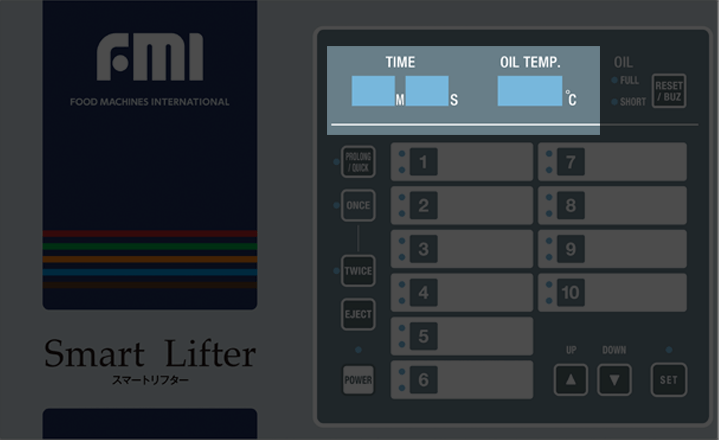 FMI
FOOD MACHINES INTERNATIONAL
Smart Lifter
スマートリフター
TIME
M S
OIL TEMP.
°C
OIL
FULL
SHORT
RESET
/ BUZ
PROLONG
/ QUICK
ONCE
TWICE
EJECT
POWER
1
2
3
4
5
6
7
8
9
10
UP
DOWN
SET